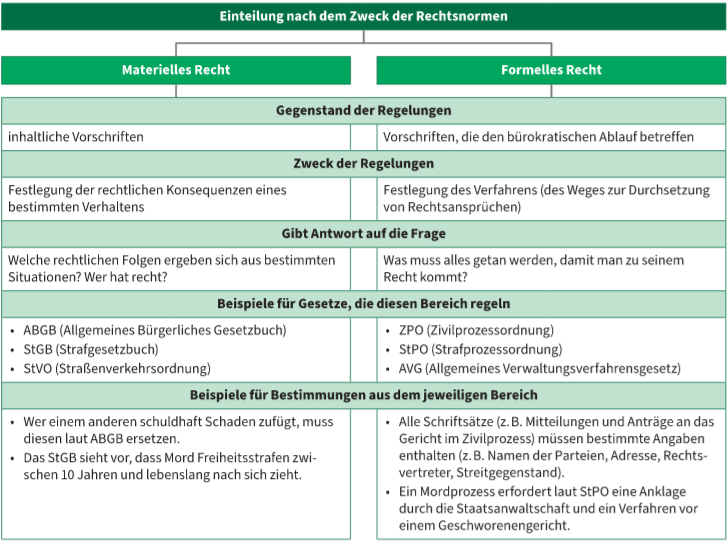 Einteilung nach dem Zweck der Rechtsnormen
Materielles Recht
Formelles Recht
Gegenstand der Regelungen
inhaltliche Vorschriften
Vorschriften, die den bürokratischen Ablauf betreffen
Zweck der Regelungen
Festlegung der rechtlichen Konsequenzen eines
bestimmten Verhaltens
Festlegung des Verfahrens (des Weges zur Durchsetzung
von Rechtsansprüchen)
Gibt Antwort auf die Frage
Welche rechtlichen Folgen ergeben sich aus bestimmten
Situationen? Wer hat recht?
Was muss alles getan werden, damit man zu seinem
Recht kommt?
Beispiele für Gesetze, die diesen Bereich regeln
• ABGB (Allgemeines Bürgerliches Gesetzbuch)
• StGB (Strafgesetzbuch)
• StVO (Straßenverkehrsordnung)
• ZPO (Zivilprozessordnung)
• StPO (Strafprozessordnung)
• AVG (Allgemeines Verwaltungsverfahrensgesetz)
Beispiele für Bestimmungen aus dem jeweiligen Bereich
• Wer einem anderen schuldhaft Schaden zufügt, muss
diesen laut ABGB ersetzen.
• Das StGB sieht vor, dass Mord Freiheitsstrafen zwi-
schen 10 Jahren und lebenslang nach sich zieht.
• Alle Schriftsätze (z. B. Mitteilungen und Anträge an das
Gericht im Zivilprozess) müssen bestimmte Angaben
enthalten (z. B. Namen der Parteien, Adresse, Rechts-
vertreter, Streitgegenstand).
• Ein Mordprozess erfordert laut StPO eine Anklage
durch die Staatsanwaltschaft und ein Verfahren vor
einem Geschworenengericht.